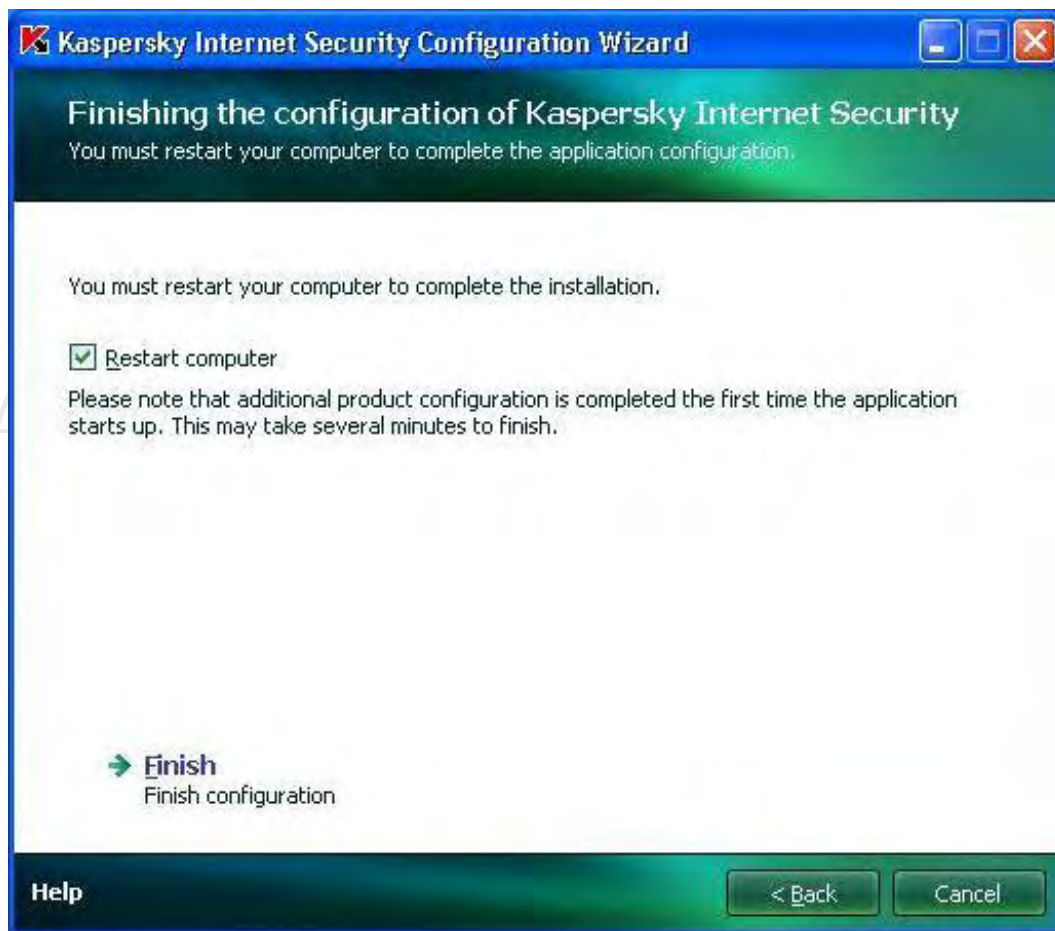 Kaspersky Internet Security Configuration Wizard
Finishing the configuration of Kaspersky Internet Security
You must restart your computer to complete the application configuration.
You must restart your computer to complete the installation.
Restart computer
Please note that additional product configuration is completed the first time the application
starts up. This may take several minutes to finish.
Finish
Finish configuration
Help
< Back
Cancel